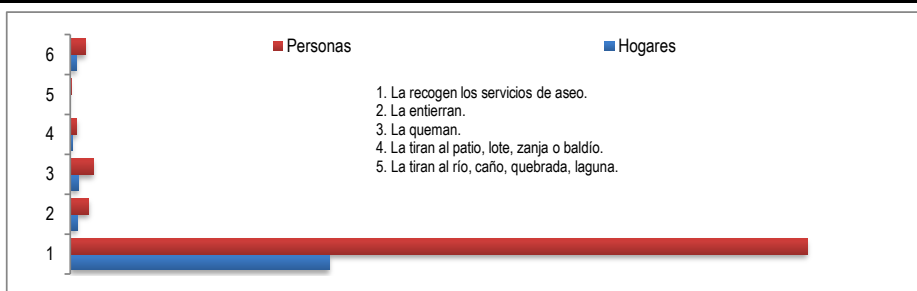 Personas
Hogares
6
5
4
3
2
1
1. La recogen los servicios de aseo.
2. La entierran.
3. La queman.
4. La tiran al patio, lote, zanja o baldío.
5. La tiran al río, caño, quebrada, laguna.